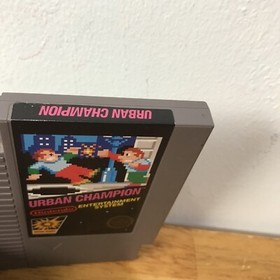 URBAN CHAMPION
URBAN CHAMPION
Nintendo ENTERTAINMENT
SYSTEM